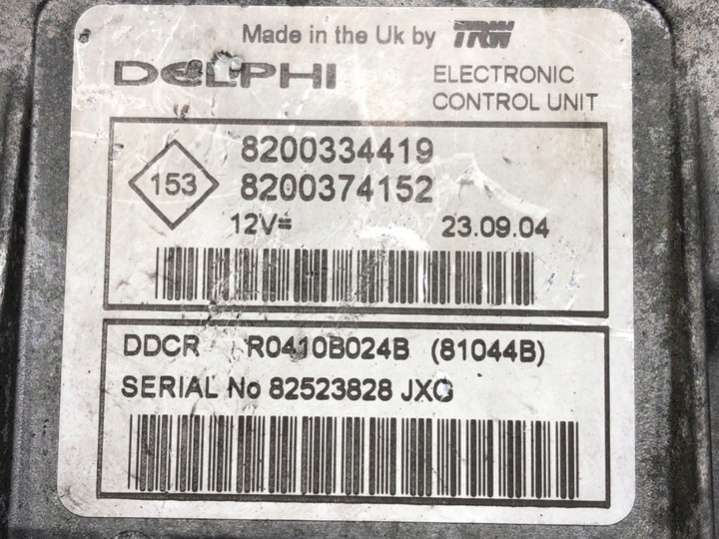 Made in the Uk by TRW
DELPHI
ELECTRONIC
CONTROL UNIT
153
8200334419
8200374152
12V= 23.09.04
DDCR R0410B024B (81044B)
SERIAL No 82523828 JXG